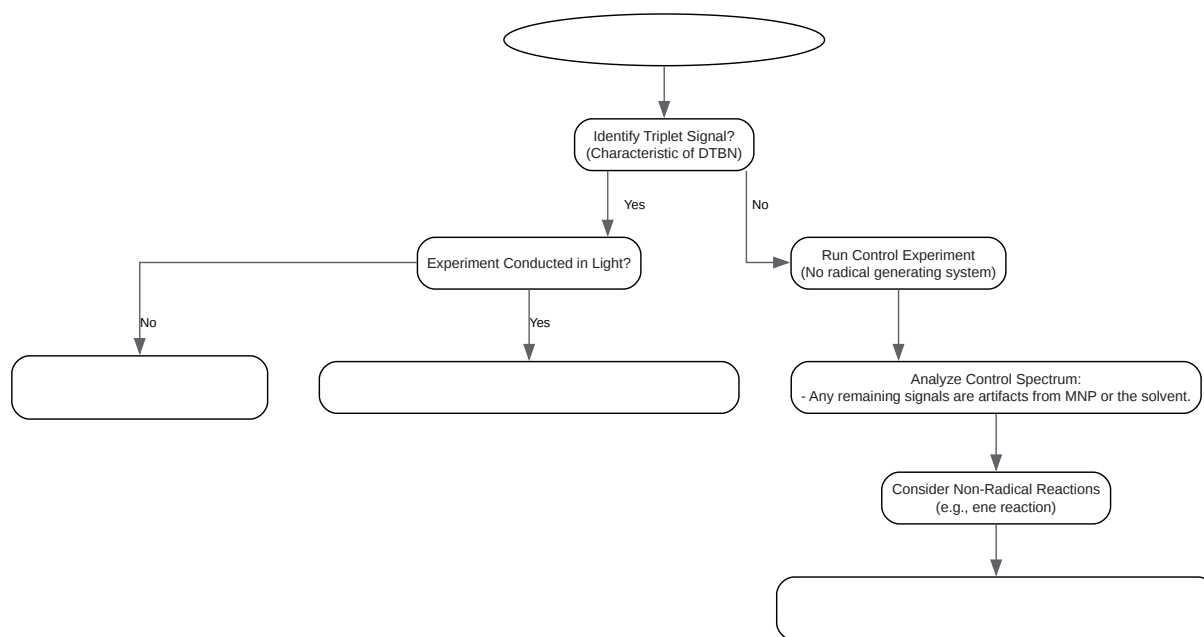 Identify Triplet Signal?
(Characteristic of DTBN)
Yes
No
Experiment Conducted in Light?
Run Control Experiment
(No radical generating system)
No
Yes
Analyze Control Spectrum:
- Any remaining signals are artifacts from MNP or the solvent.
Consider Non-Radical Reactions
(e.g., ene reaction)